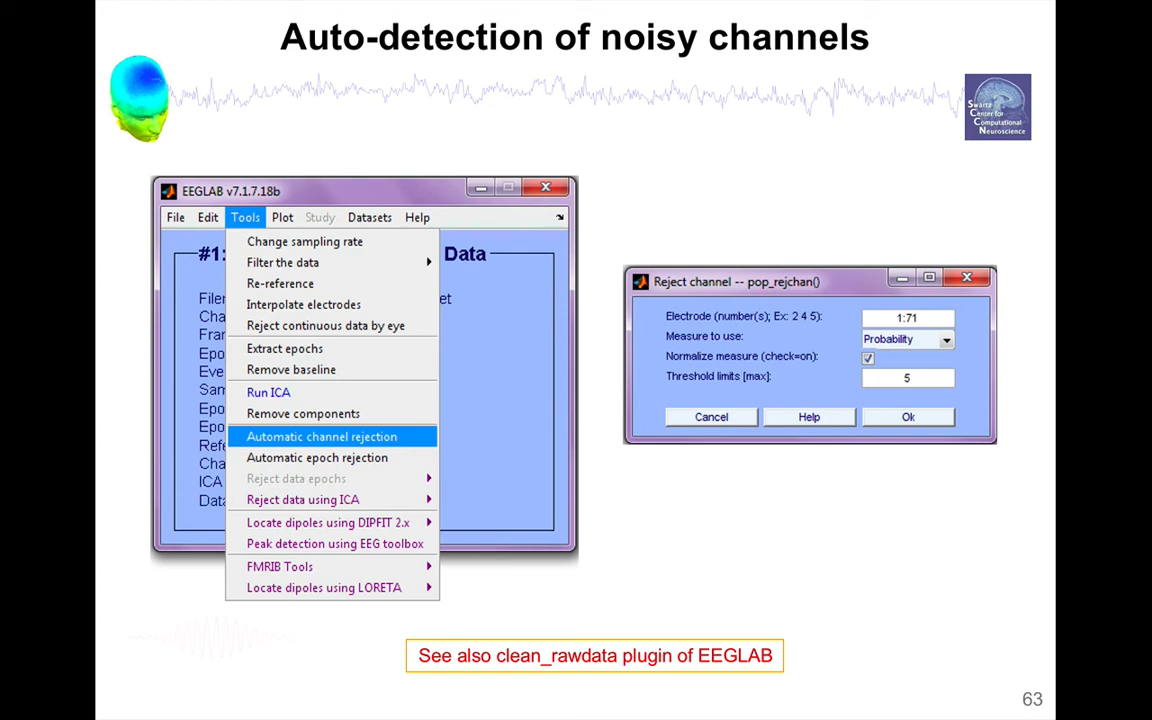 Auto-detection of noisy channels
Swartz
Center for
Computational
Neuroscience
EEGLAB v7.1.7.18b
File Edit Tools Plot Study Datasets Help
#1: Data
Change sampling rate
Filter the data
Re-reference
Interpolate electrodes
Reject continuous data by eye
Extract epochs
Remove baseline
Run ICA
Remove components
Automatic channel rejection
Automatic epoch rejection
Reject data epochs
Reject data using ICA
Locate dipoles using DIPFIT 2.x
Peak detection using EEG toolbox
FMRIB Tools
Locate dipoles using LORETA
Reject channel -- pop_rejchan()
Electrode (number(s); Ex: 2 4 5): 1:71
Measure to use: Probability
Normalize measure (check=on):
Threshold limits [max]: 5
Cancel Help Ok
See also clean_rawdata plugin of EEGLAB
63